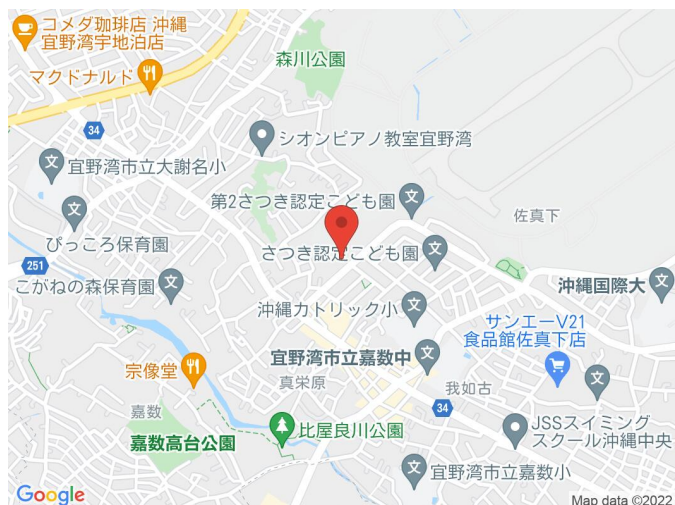 コメダ珈琲店 沖縄
宜野湾宇地泊店
森川公園
マクドナルド
34
シオンピアノ教室宜野湾
宜野湾市立大謝名小
第2さつき認定こども園
佐真下
ぴっころ保育園
さつき認定こども園
251
こがねの森保育園
沖縄国際大
沖縄カトリック小
サンエーV21
食品館佐真下店
宜野湾市立嘉数中
宗像堂
真栄原
我如古
嘉数
34
嘉数高台公園
比屋良川公園
JSSスイミング
スクール沖縄中央
宜野湾市立嘉数小
Google
Map data ©2022